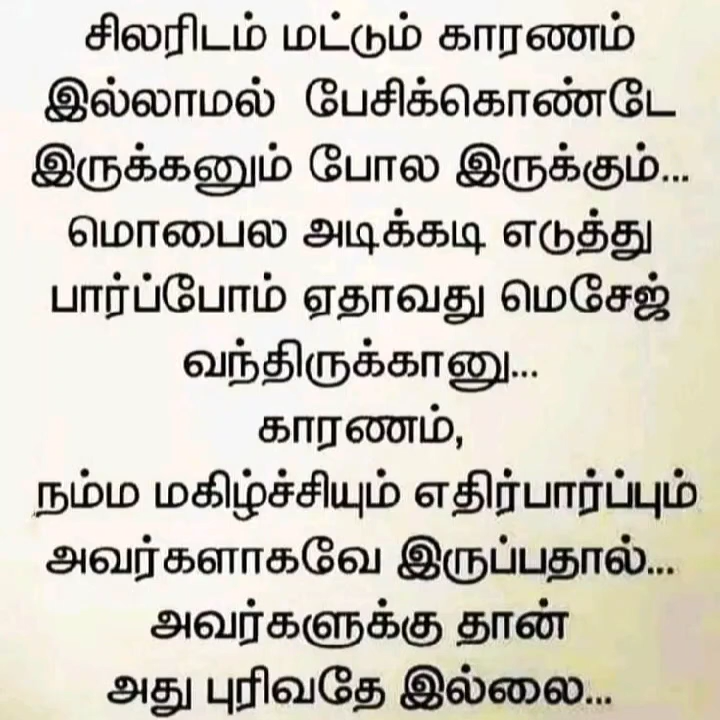 சிலரிடம் மட்டும் காரணம்
இல்லாமல் பேசிக்கொண்டே
இருக்கனும் போல இருக்கும்...
மொபைல அடிக்கடி எடுத்து
பார்ப்போம் ஏதாவது மெசேஜ்
வந்திருக்கானு...
காரணம்,
நம்ம மகிழ்ச்சியும் எதிர்பார்ப்பும்
அவர்களாகவே இருப்பதால்...
அவர்களுக்கு தான்
அது புரிவதே இல்லை...